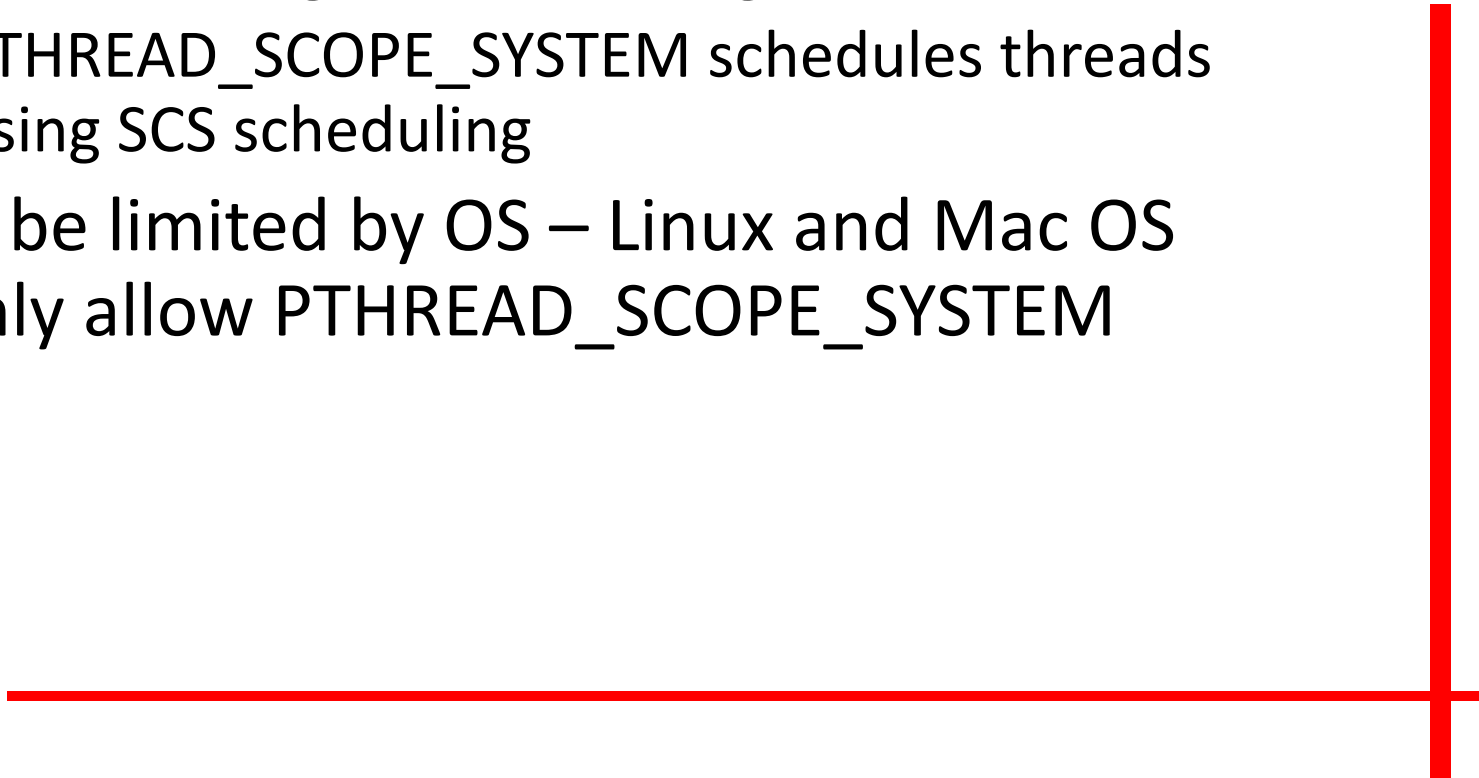 THREAD_SCOPE_SYSTEM schedules threads
sing SCS scheduling
be limited by OS – Linux and Mac OS
ly allow PTHREAD_SCOPE_SYSTEM